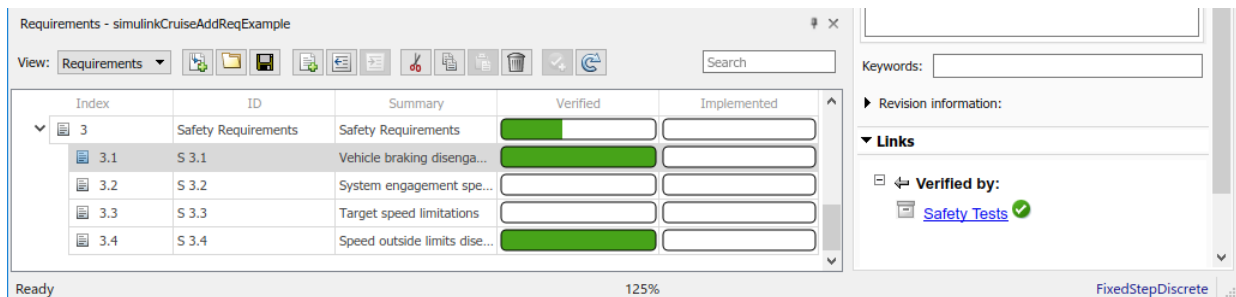 Requirements - simulinkCruiseAddReqExample
View: Requirements Search
Index ID Summary Verified Implemented
3 Safety Requirements Safety Requirements
3.1 S 3.1 Vehicle braking disenga...
3.2 S 3.2 System engagement spe...
3.3 S 3.3 Target speed limitations
3.4 S 3.4 Speed outside limits dise...
Keywords:
Revision information:
Links
Verified by:
Safety Tests
Ready 125% FixedStepDiscrete